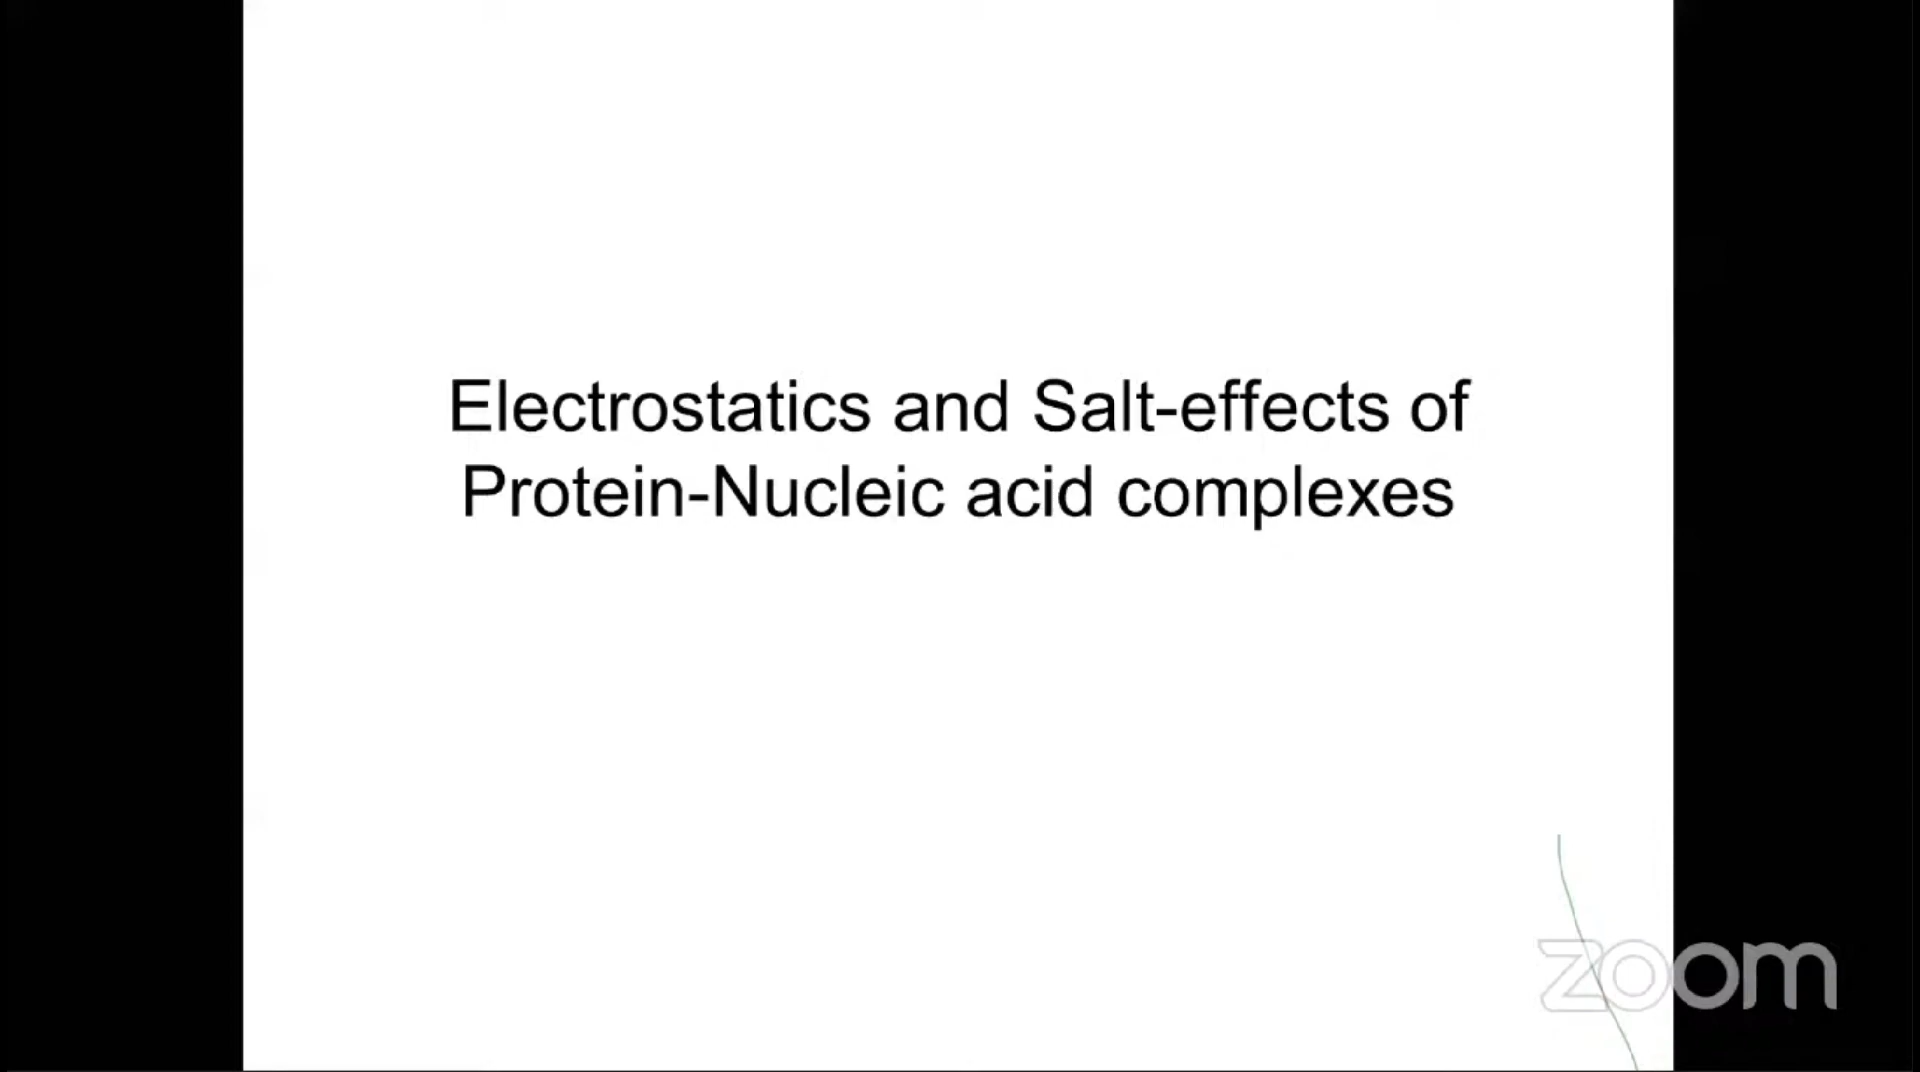 Electrostatics and Salt-effects of
Protein-Nucleic acid complexes
zoom